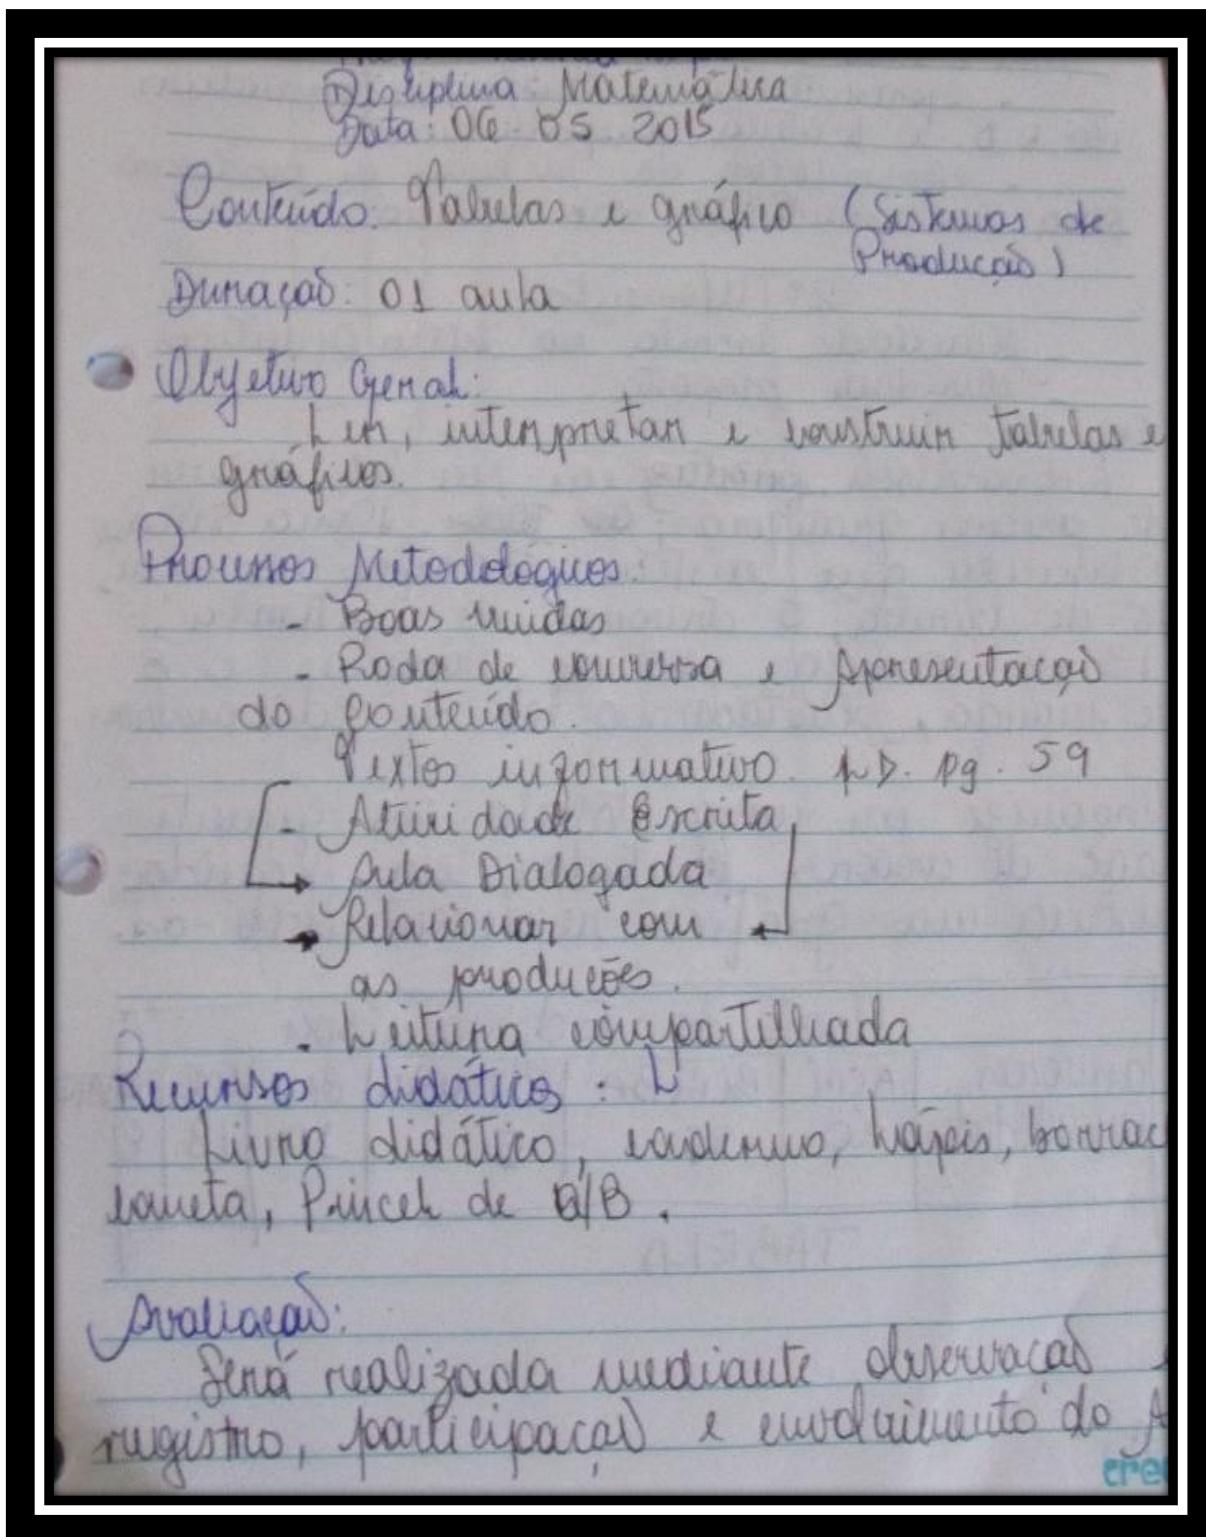 Disciplina: Matemática
Data: 06 05 2015
Conteúdo: Tabelas e gráfico (Sistemas de
Produção)
Duração: 01 aula
Objetivo Geral:
Ler, interpretar e construir tabelas e
gráficos.
Processos Metodológicos:
- Boas vindas
- Roda de conversa e Apresentação
do Conteúdo.
Textos informativo. LD. pg. 59
- Atividade Escrita,
Aula Dialogada
Relacionar com
as produções.
- Leitura compartilhada
Recursos didáticos: L
Livro didático, caderno, Lápis, borrac
caneta, Pincel de Q/B.
Avaliação:
Será realizada mediante observação
registro, participação e envolvimento do A
cre